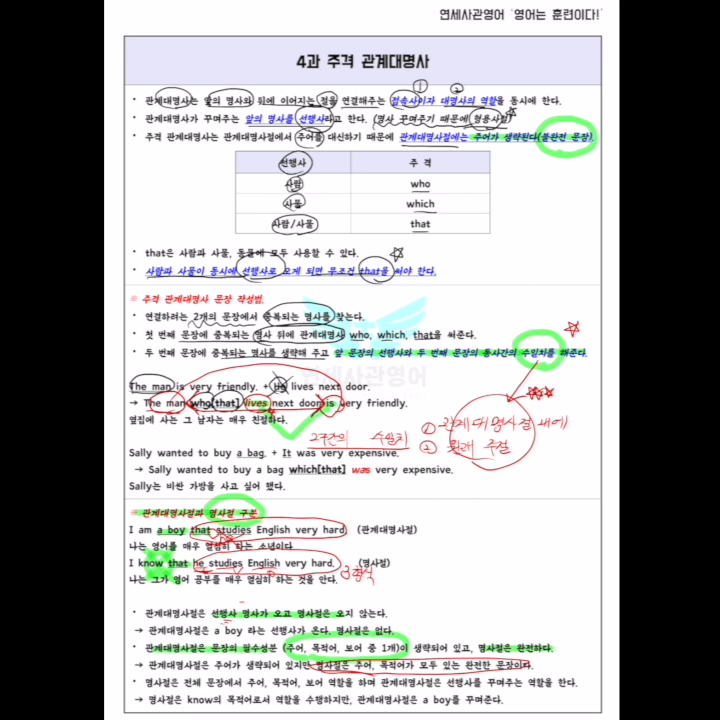 연세사관영어 '영어는 훈련이다!'
4과 주격 관계대명사
· 관계대명사는 앞의 명사와 뒤에 이어지는 절을 연결해주는 접속사이자 대명사의 역할을 동시에 한다.
① ②
· 관계대명사가 꾸며주는 앞의 명사를 선행사라고 한다. (명사 꾸며주기 때문에 형용사절)
· 주격 관계대명사는 관계대명사절에서 주어를 대신하기 때문에 관계대명사절에는 주어가 생략된다(불완전 문장).
선행사 주 격
사람 who
사물 which
사람/사물 that
· that은 사람과 사물, 동물에 모두 사용할 수 있다.
· 사람과 사물이 동시에 선행사로 오게 되면 무조건 that을 써야 한다.
※ 주격 관계대명사 문장 작성법.
· 연결하려는 2개의 문장에서 중복되는 명사를 찾는다.
· 첫 번째 문장에 중복되는 명사 뒤에 관계대명사 who, which, that을 써준다.
· 두 번째 문장에 중복되는 명사를 생략해 주고 앞 문장의 선행사와 두 번째 문장의 동사간의 수일치를 해준다.
연세사관영어
The man is very friendly. + He lives next door.
→ The man who[that] lives next door is very friendly.
옆집에 사는 그 남자는 매우 친절하다.
2구간의 수일치
① 관계대명사절 내에
② 원래 주절
Sally wanted to buy a bag. + It was very expensive.
→ Sally wanted to buy a bag which[that] was very expensive.
Sally는 비싼 가방을 사고 싶어 했다.
※ 관계대명사절과 명사절 구분
I am a boy that studies English very hard. (관계대명사절)
나는 영어를 매우 열심히 하는 소년이다.
I know that he studies English very hard. (명사절)
나는 그가 영어 공부를 매우 열심히 하는 것을 안다.
3형식
· 관계대명사절은 선행사 명사가 오고 명사절은 오지 않는다.
→ 관계대명사절은 a boy 라는 선행사가 온다. 명사절은 없다.
· 관계대명사절은 문장의 필수성분 (주어, 목적어, 보어 중 1개)이 생략되어 있고, 명사절은 완전하다.
→ 관계대명사절은 주어가 생략되어 있지만 명사절은 주어, 목적어가 모두 있는 완전한 문장이다.
· 명사절은 전체 문장에서 주어, 목적어, 보어 역할을 하며 관계대명사절은 선행사를 꾸며주는 역할을 한다.
→ 명사절은 know의 목적어로서 역할을 수행하지만, 관계대명사절은 a boy를 꾸며준다.